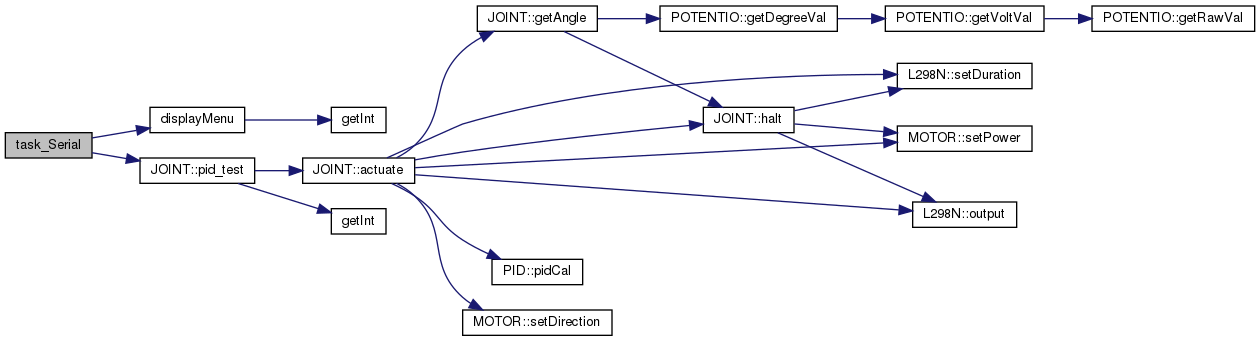 task_Serial
displayMenu
getInt
JOINT::pid_test
JOINT::actuate
getInt
JOINT::getAngle
POTENTIO::getDegreeVal
POTENTIO::getVoltVal
POTENTIO::getRawVal
JOINT::halt
L298N::setDuration
MOTOR::setPower
L298N::output
PID::pidCal
MOTOR::setDirection